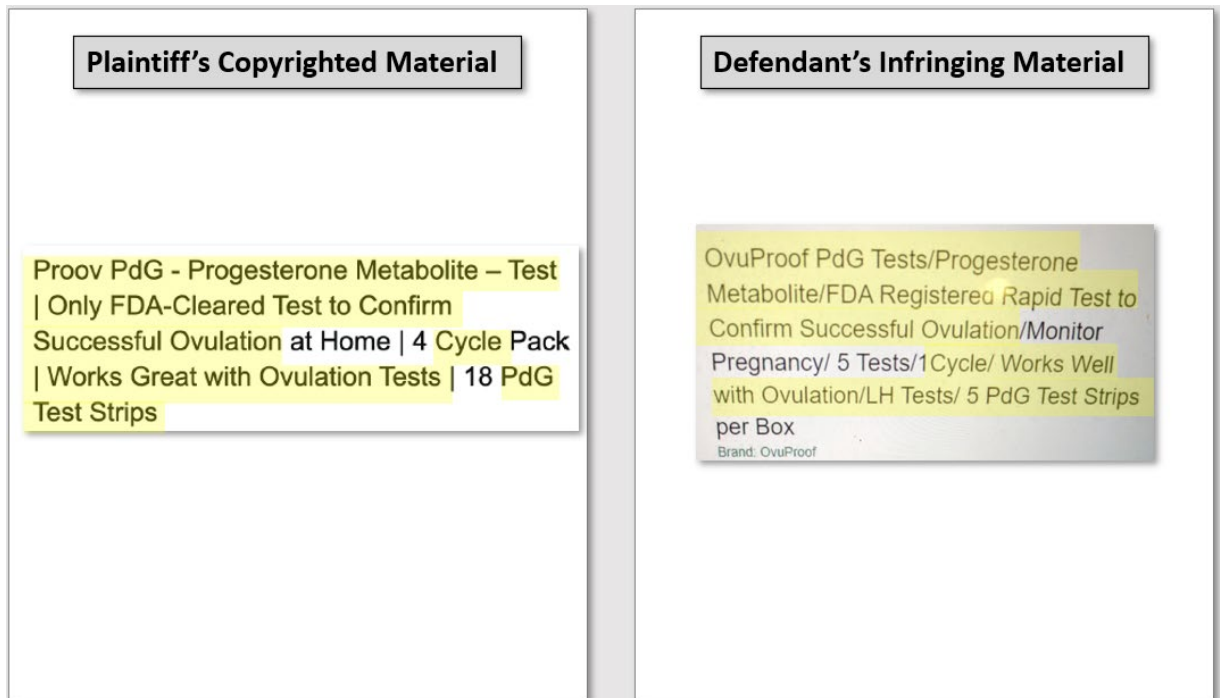 Plaintiff’s Copyrighted Material
Proov PdG - Progesterone Metabolite – Test
| Only FDA-Cleared Test to Confirm
Successful Ovulation at Home | 4 Cycle Pack
| Works Great with Ovulation Tests | 18 PdG
Test Strips
Defendant’s Infringing Material
OvuProof PdG Tests/Progesterone
Metabolite/FDA Registered Rapid Test to
Confirm Successful Ovulation/Monitor
Pregnancy/ 5 Tests/1Cycle/ Works Well
with Ovulation/LH Tests/ 5 PdG Test Strips
per Box
Brand: OvuProof